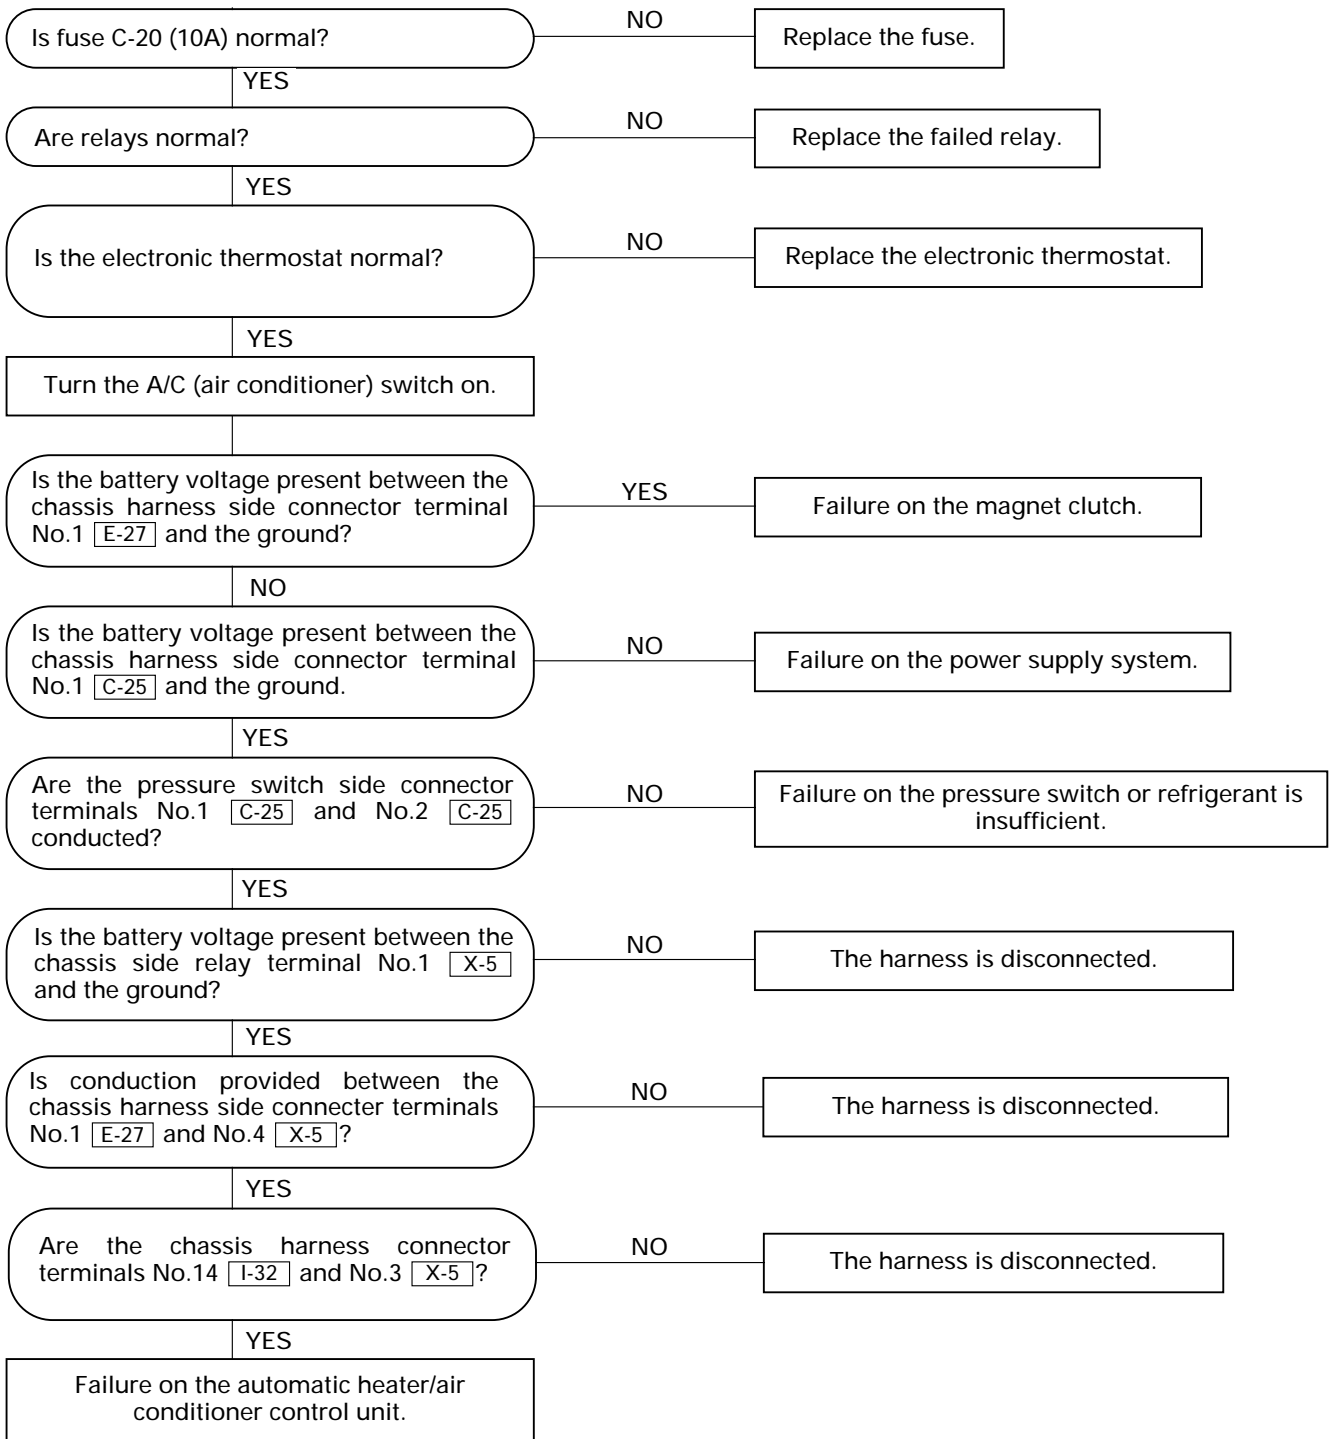 Is fuse C-20 (10A) normal?
NO
Replace the fuse.
YES
Are relays normal?
NO
Replace the failed relay.
YES
Is the electronic thermostat normal?
NO
Replace the electronic thermostat.
YES
Turn the A/C (air conditioner) switch on.
Is the battery voltage present between the
chassis harness side connector terminal
No.1 E-27 and the ground?
YES
Failure on the magnet clutch.
NO
Is the battery voltage present between the
chassis harness side connector terminal
No.1 C-25 and the ground.
NO
Failure on the power supply system.
YES
Are the pressure switch side connector
terminals No.1 C-25 and No.2 C-25
conducted?
NO
Failure on the pressure switch or refrigerant is
insufficient.
YES
Is the battery voltage present between the
chassis side relay terminal No.1 X-5
and the ground?
NO
The harness is disconnected.
YES
Is conduction provided between the
chassis harness side connecter terminals
No.1 E-27 and No.4 X-5 ?
NO
The harness is disconnected.
YES
Are the chassis harness connector
terminals No.14 I-32 and No.3 X-5 ?
NO
The harness is disconnected.
YES
Failure on the automatic heater/air
conditioner control unit.